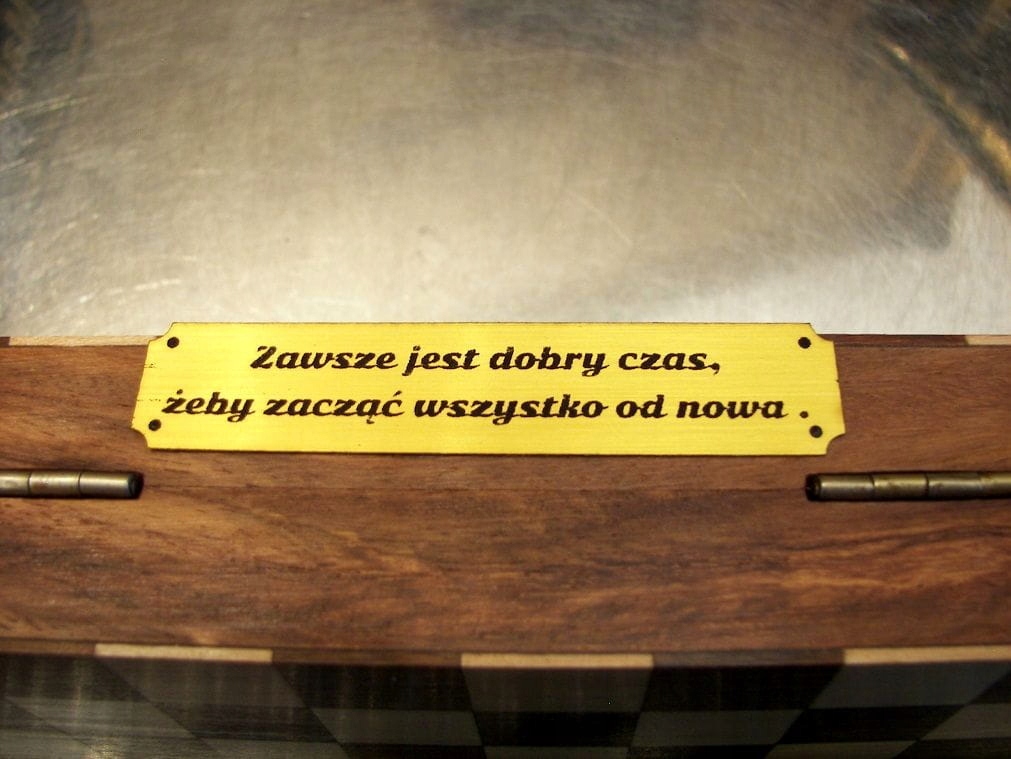 Zawsze jest dobry czas,
żeby zacząć wszystko od nowa .